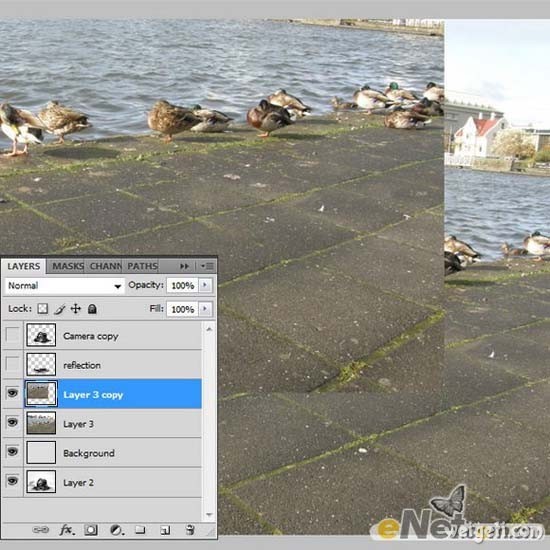 LAYERS MASKS CHANN PATHS
Normal Opacity: 100%
Lock: Fill: 100%
Camera copy
reflection
Layer 3 copy
Layer 3
Background
Layer 2
fx